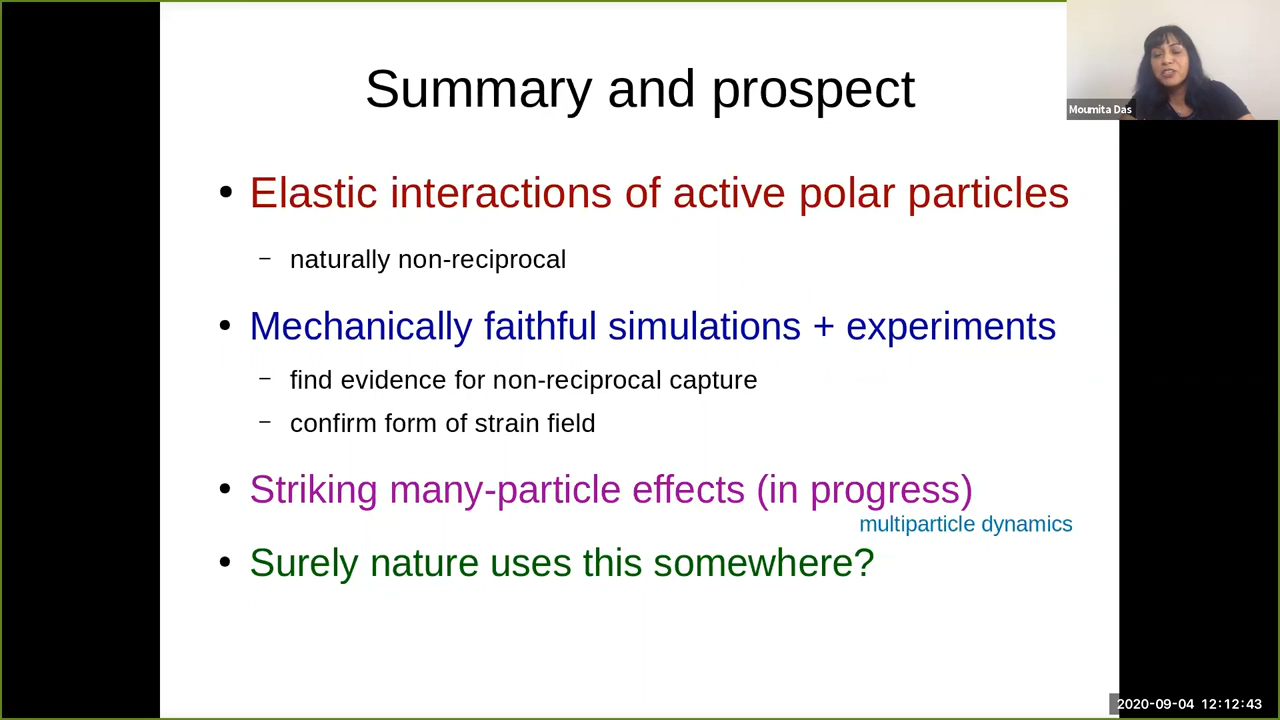 Summary and prospect
Moumita Das
• Elastic interactions of active polar particles
– naturally non-reciprocal
• Mechanically faithful simulations + experiments
– find evidence for non-reciprocal capture
– confirm form of strain field
• Striking many-particle effects (in progress)
multiparticle dynamics
• Surely nature uses this somewhere?
2020-09-04 12:12:43